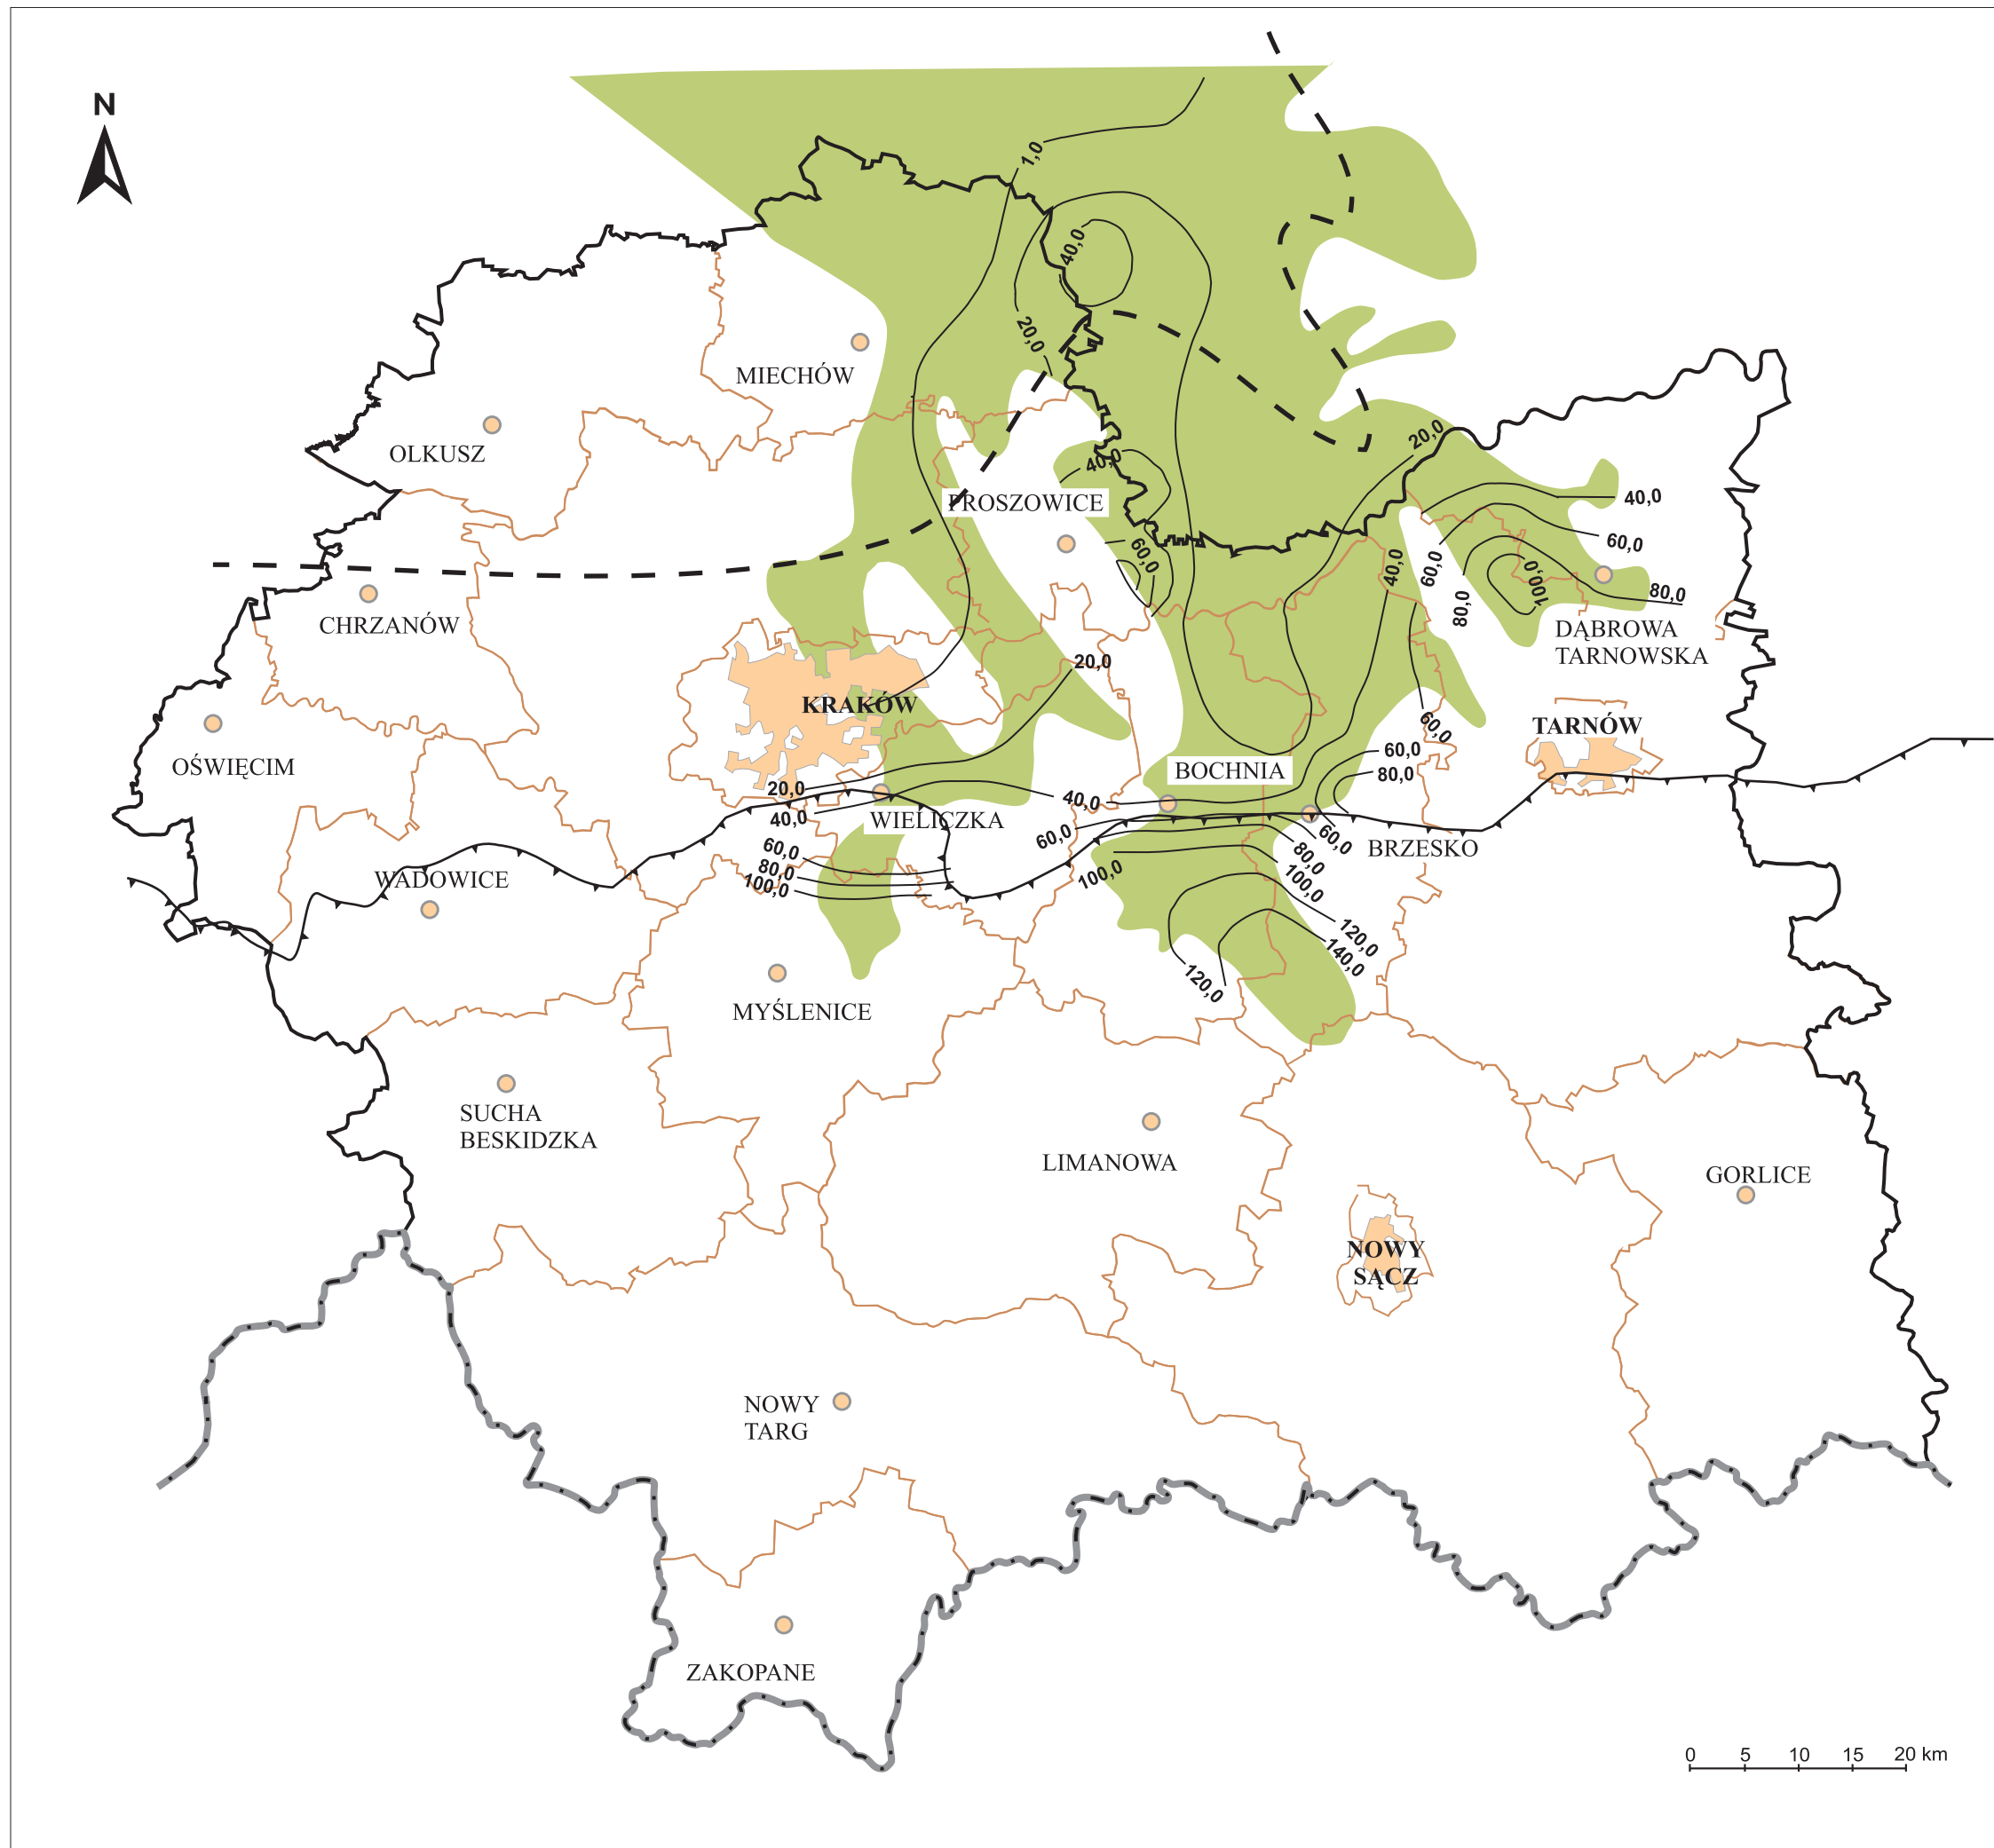 N
1,0
40,0
20,0
MIECHÓW
OLKUSZ
20,0
40,0
PROSZOWICE
40,0
60,0
60,0
60,0
40,0
100,0
80,0
80,0
CHRZANÓW
DĄBROWA
TARNOWSKA
20,0
KRAKÓW
60,0
TARNÓW
OŚWIĘCIM
60,0
BOCHNIA
80,0
20,0
40,0
40,0
WIELICZKA
60,0
60,0
BRZESKO
60,0
80,0
80,0
100,0
100,0
100,0
WADOWICE
120,0
140,0
120,0
MYŚLENICE
SUCHA
BESKIDZKA
LIMANOWA
GORLICE
NOWY
SĄCZ
NOWY
TARG
ZAKOPANE
0 5 10 15 20 km